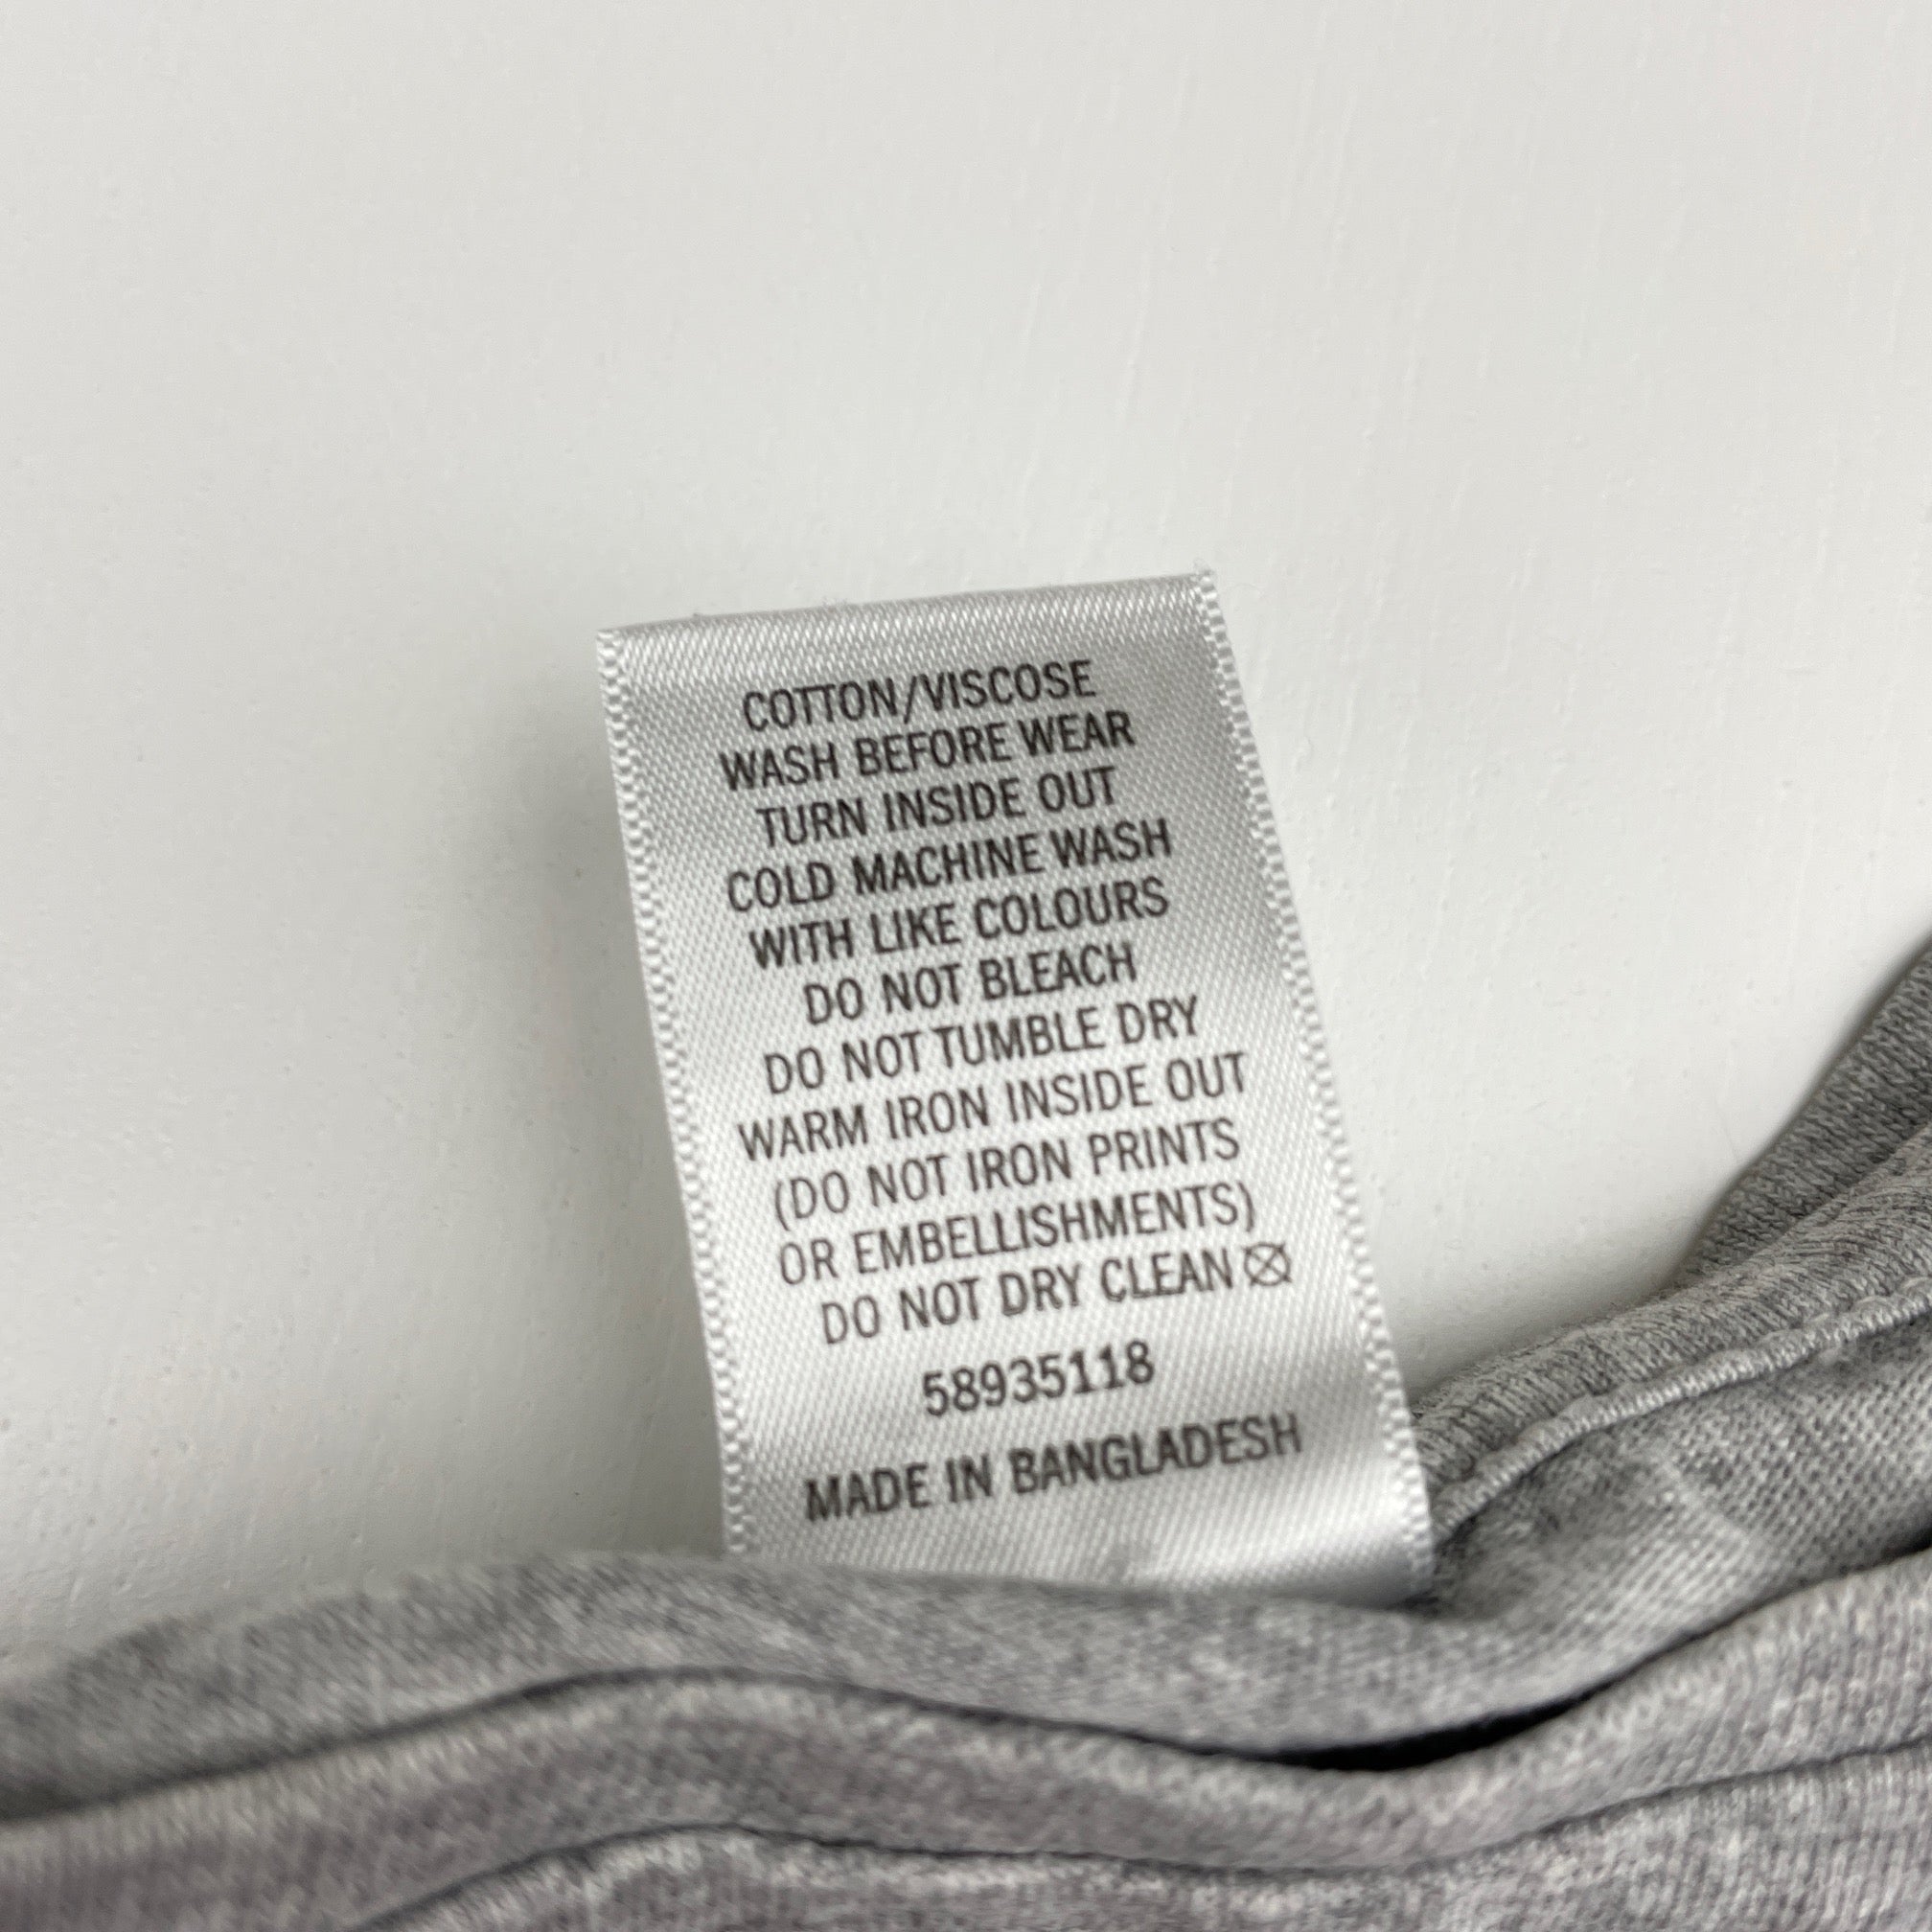 COTTON/VISCOSE
WASH BEFORE WEAR
TURN INSIDE OUT
COLD MACHINE WASH
WITH LIKE COLOURS
DO NOT BLEACH
DO NOT TUMBLE DRY
WARM IRON INSIDE OUT
(DO NOT IRON PRINTS
OR EMBELLISHMENTS)
DO NOT DRY CLEAN
58935118
MADE IN BANGLADESH